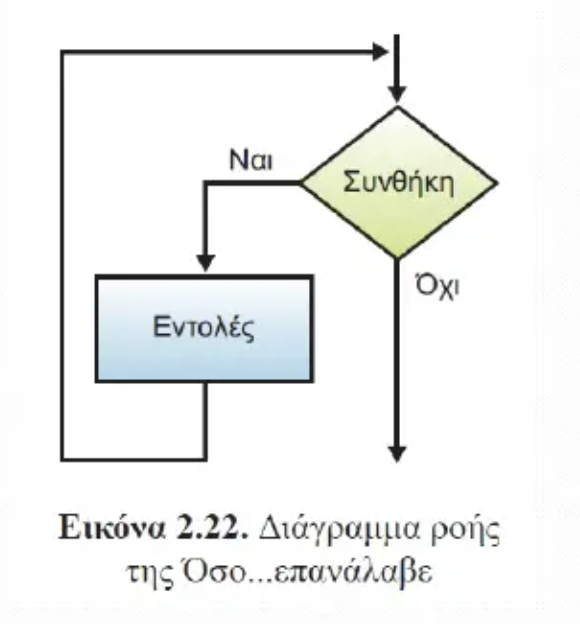 Ναι
Συνθήκη
Όχι
Εντολές
Εικόνα 2.22. Διάγραμμα ροής
της Όσο...επανάλαβε